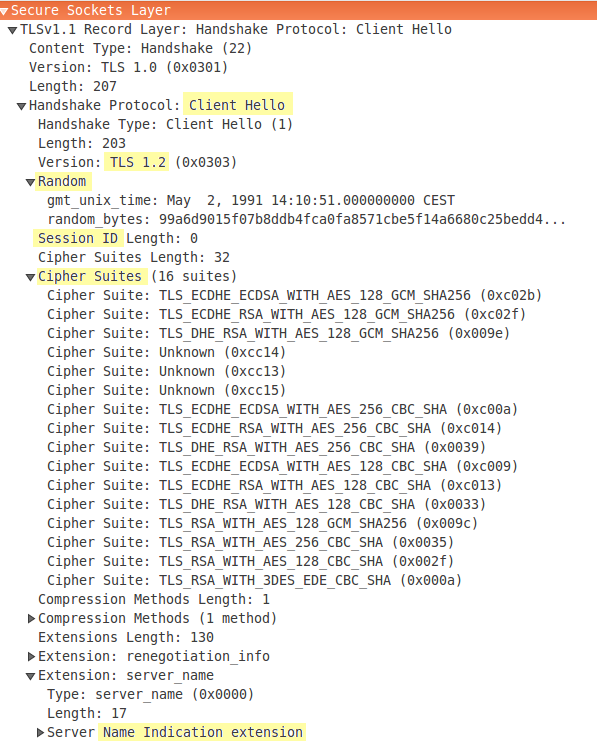 Secure Sockets Layer
TLSv1.1 Record Layer: Handshake Protocol: Client Hello
Content Type: Handshake (22)
Version: TLS 1.0 (0x0301)
Length: 207
Handshake Protocol: Client Hello
Handshake Type: Client Hello (1)
Length: 203
Version: TLS 1.2 (0x0303)
Random
gmt_unix_time: May  2, 1991 14:10:51.000000000 CEST
random_bytes: 99a6d9015f07b8ddb4fca0fa8571cbe5f14a6680c25bedd4...
Session ID Length: 0
Cipher Suites Length: 32
Cipher Suites (16 suites)
Cipher Suite: TLS_ECDHE_ECDSA_WITH_AES_128_GCM_SHA256 (0xc02b)
Cipher Suite: TLS_ECDHE_RSA_WITH_AES_128_GCM_SHA256 (0xc02f)
Cipher Suite: TLS_DHE_RSA_WITH_AES_128_GCM_SHA256 (0x009e)
Cipher Suite: Unknown (0xcc14)
Cipher Suite: Unknown (0xcc13)
Cipher Suite: Unknown (0xcc15)
Cipher Suite: TLS_ECDHE_ECDSA_WITH_AES_256_CBC_SHA (0xc00a)
Cipher Suite: TLS_ECDHE_RSA_WITH_AES_256_CBC_SHA (0xc014)
Cipher Suite: TLS_DHE_RSA_WITH_AES_256_CBC_SHA (0x0039)
Cipher Suite: TLS_ECDHE_ECDSA_WITH_AES_128_CBC_SHA (0xc009)
Cipher Suite: TLS_ECDHE_RSA_WITH_AES_128_CBC_SHA (0xc013)
Cipher Suite: TLS_DHE_RSA_WITH_AES_128_CBC_SHA (0x0033)
Cipher Suite: TLS_RSA_WITH_AES_128_GCM_SHA256 (0x009c)
Cipher Suite: TLS_RSA_WITH_AES_256_CBC_SHA (0x0035)
Cipher Suite: TLS_RSA_WITH_AES_128_CBC_SHA (0x002f)
Cipher Suite: TLS_RSA_WITH_3DES_EDE_CBC_SHA (0x000a)
Compression Methods Length: 1
Compression Methods (1 method)
Extensions Length: 130
Extension: renegotiation_info
Extension: server_name
Type: server_name (0x0000)
Length: 17
Server Name Indication extension